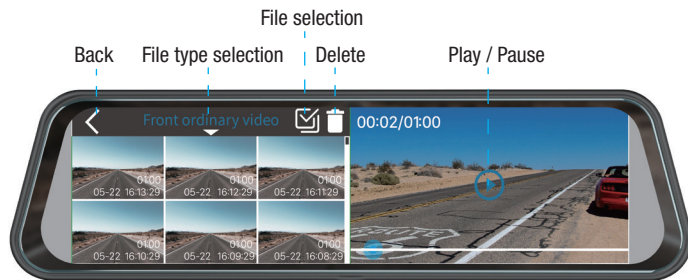 File selection
Back File type selection Delete Play / Pause
Front ordinary video 00:02/01:00
01:00 01:00 01:00
05-22 16:13:29 05-22 16:12:29 05-22 16:11:29
01:00 01:00 01:00
05-22 16:10:29 05-22 16:09:29 05-22 16:08:29